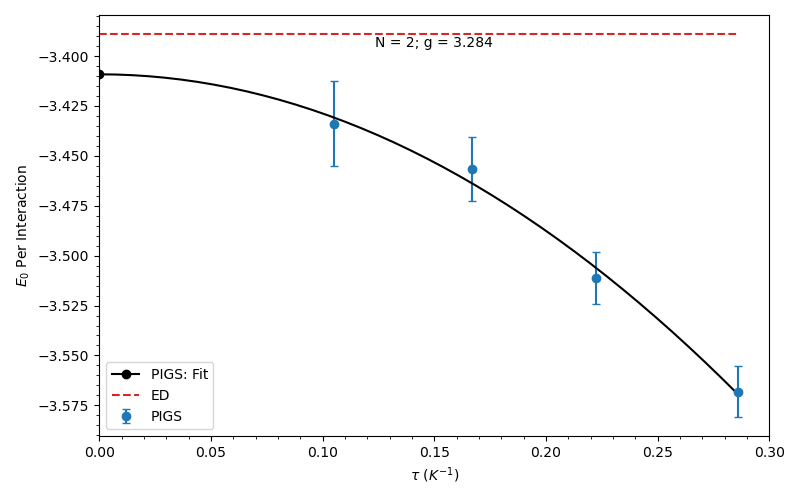 N = 2; g = 3.284
−3.400
−3.425
−3.450
−3.475
−3.500
−3.525
−3.550
−3.575
E₀ Per Interaction
PIGS: Fit
ED
PIGS
0.00 0.05 0.10 0.15 0.20 0.25 0.30
τ (K⁻¹)